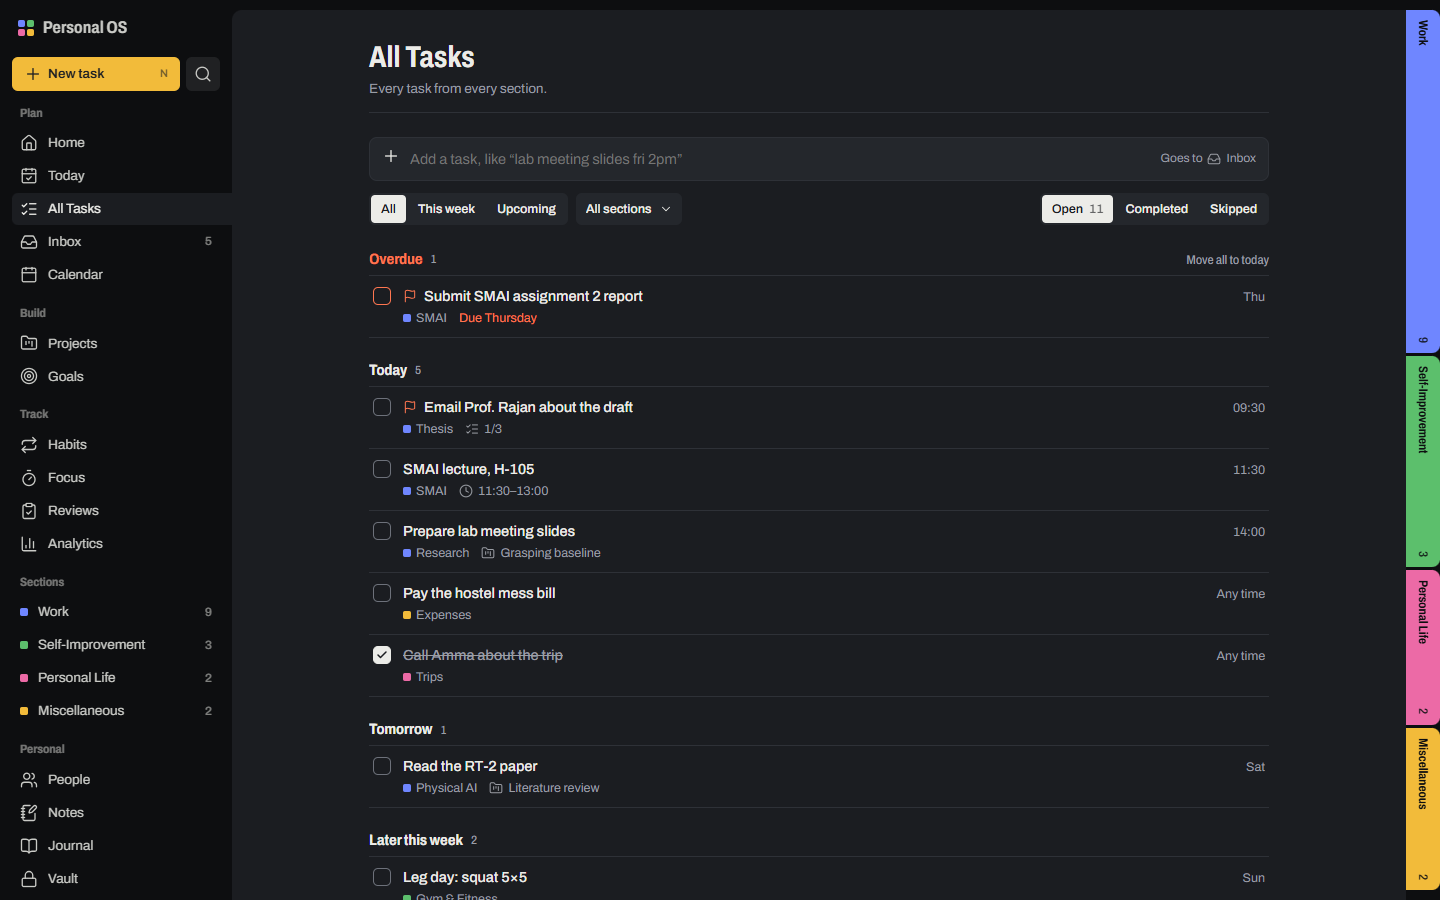 Personal OS
New task N
Plan
Home
Today
All Tasks
Inbox 5
Calendar
Build
Projects
Goals
Track
Habits
Focus
Reviews
Analytics
Sections
Work 9
Self-Improvement 3
Personal Life 2
Miscellaneous 2
Personal
People
Notes
Journal
Vault
All Tasks
Every task from every section.
Add a task, like “lab meeting slides fri 2pm”
Goes to Inbox
All This week Upcoming All sections
Open 11 Completed Skipped
Overdue 1 Move all to today
Submit SMAI assignment 2 report Thu
SMAI Due Thursday
Today 5
Email Prof. Rajan about the draft 09:30
Thesis 1/3
SMAI lecture, H-105 11:30
SMAI 11:30–13:00
Prepare lab meeting slides 14:00
Research Grasping baseline
Pay the hostel mess bill Any time
Expenses
Call Amma about the trip Any time
Trips
Tomorrow 1
Read the RT-2 paper Sat
Physical AI Literature review
Later this week 2
Leg day: squat 5×5 Sun
Gym & Fitness
Work 9
Self-Improvement 3
Personal Life 2
Miscellaneous 2